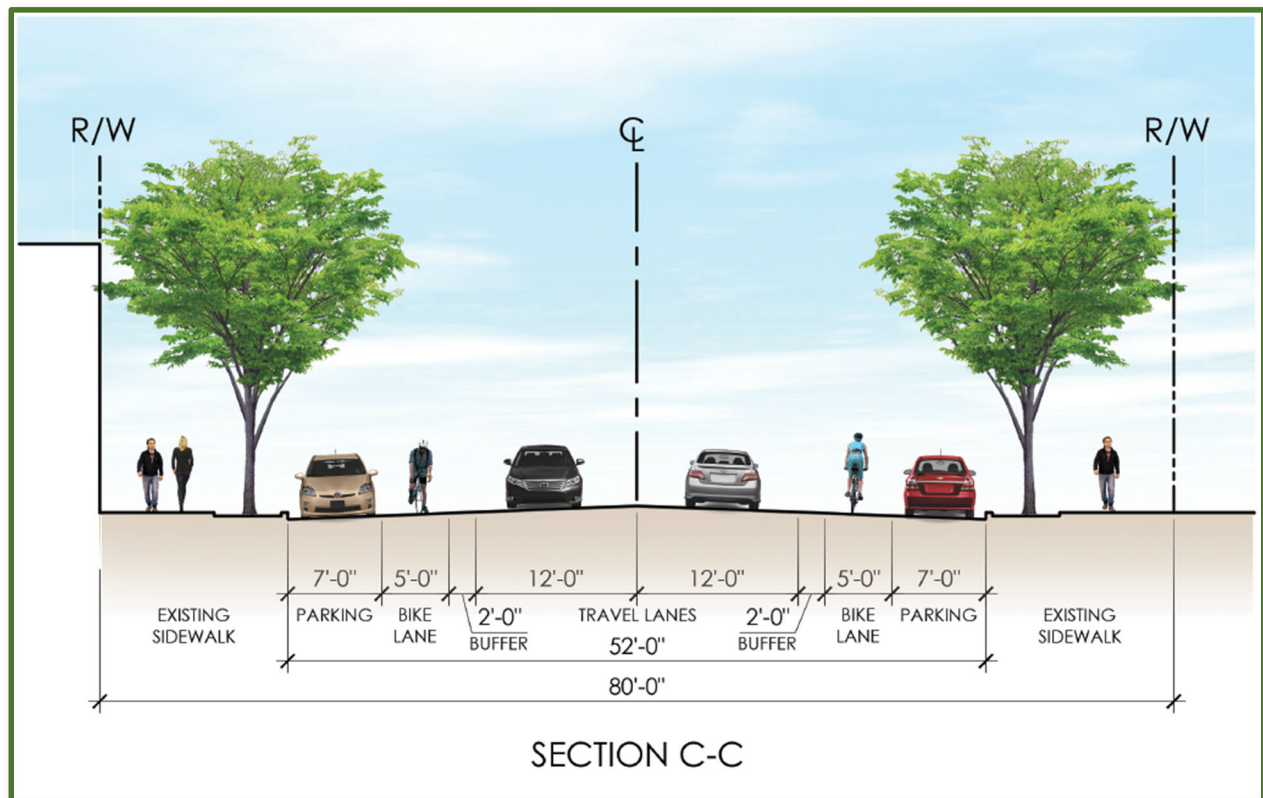 R/W
℄
R/W
7'-0"
5'-0"
12'-0"
12'-0"
5'-0"
7'-0"
EXISTING
SIDEWALK
PARKING
BIKE
LANE
2'-0"
BUFFER
TRAVEL LANES
2'-0"
BUFFER
BIKE
LANE
PARKING
EXISTING
SIDEWALK
52'-0"
80'-0"
SECTION C-C